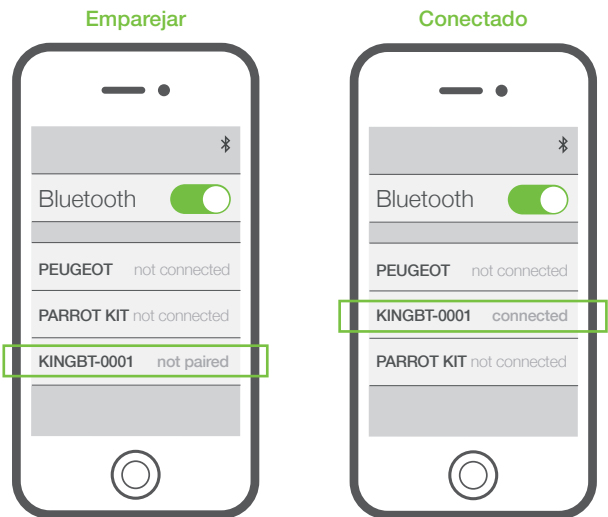 Emparejar
Bluetooth
PEUGEOT not connected
PARROT KIT not connected
KINGBT-0001 not paired
Conectado
Bluetooth
PEUGEOT not connected
KINGBT-0001 connected
PARROT KIT not connected